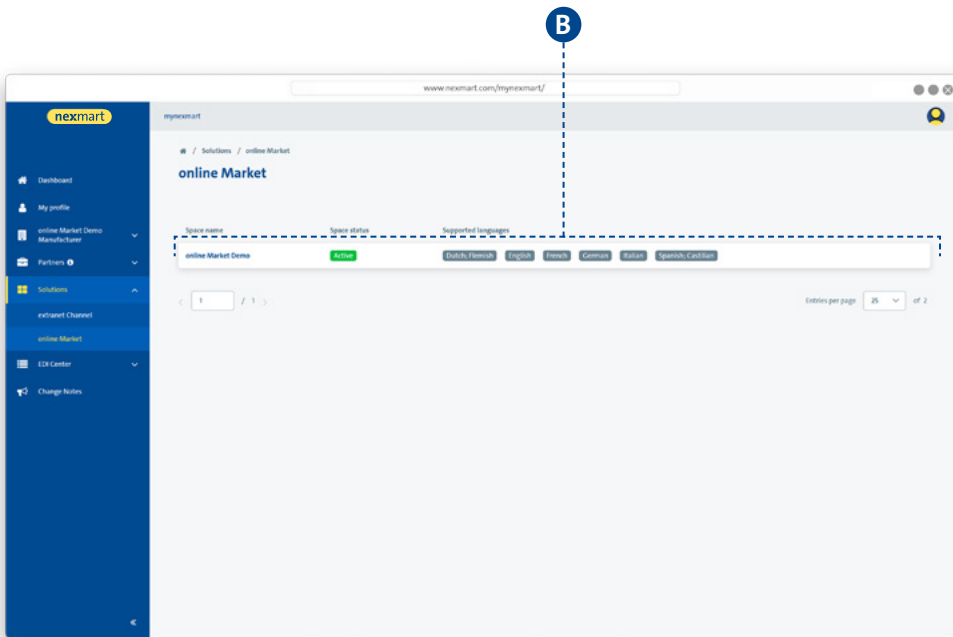 B
www.nexmart.com/mynexmart/
nexmart
mynexmart
/ Solutions / online Market
online Market
Dashboard
My profile
online Market Demo
Manufacturer
Partners
Solutions
extranet Channel
online Market
EDI Center
Change Notes
Space name Space status Supported languages
online Market Demo Active Dutch; Flemish English French German Italian Spanish; Castilian
1 / 1
Entries per page 25 of 2